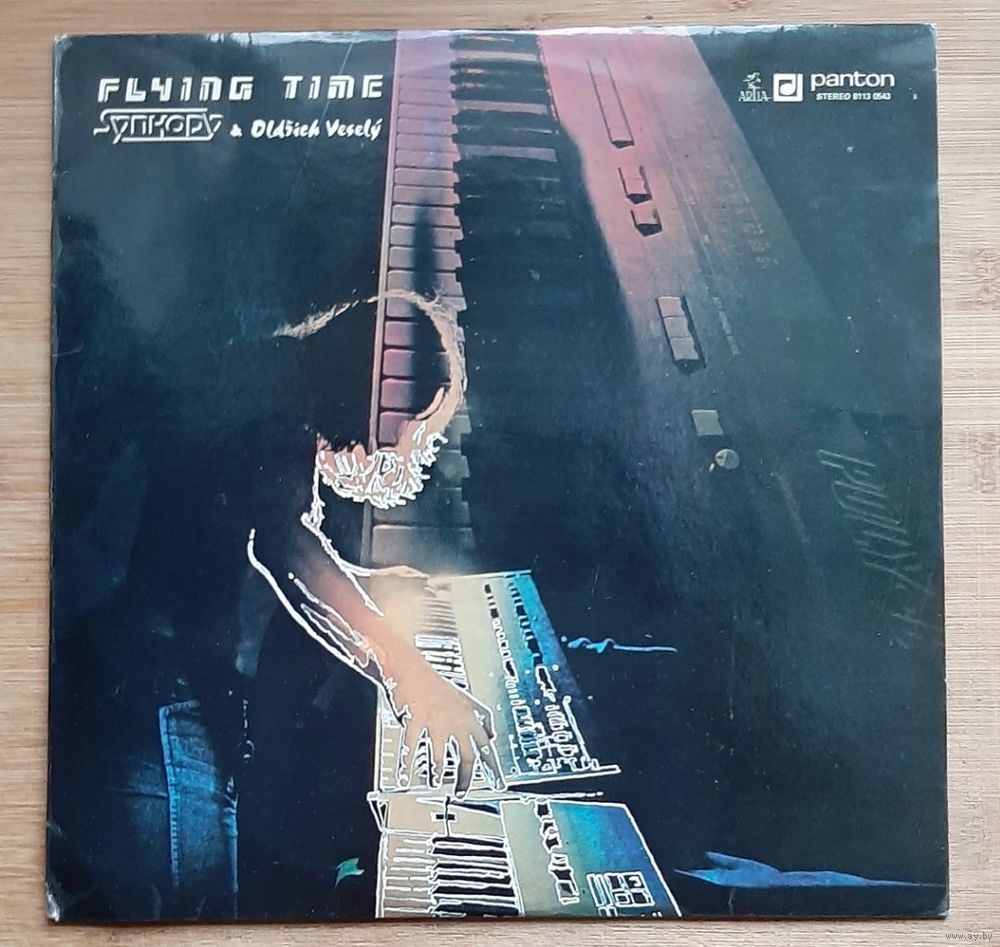 FLYING TIME
Synkopy & Oldřich Veselý
ARTIA
panton
STEREO 8113 0543
www.ay.by